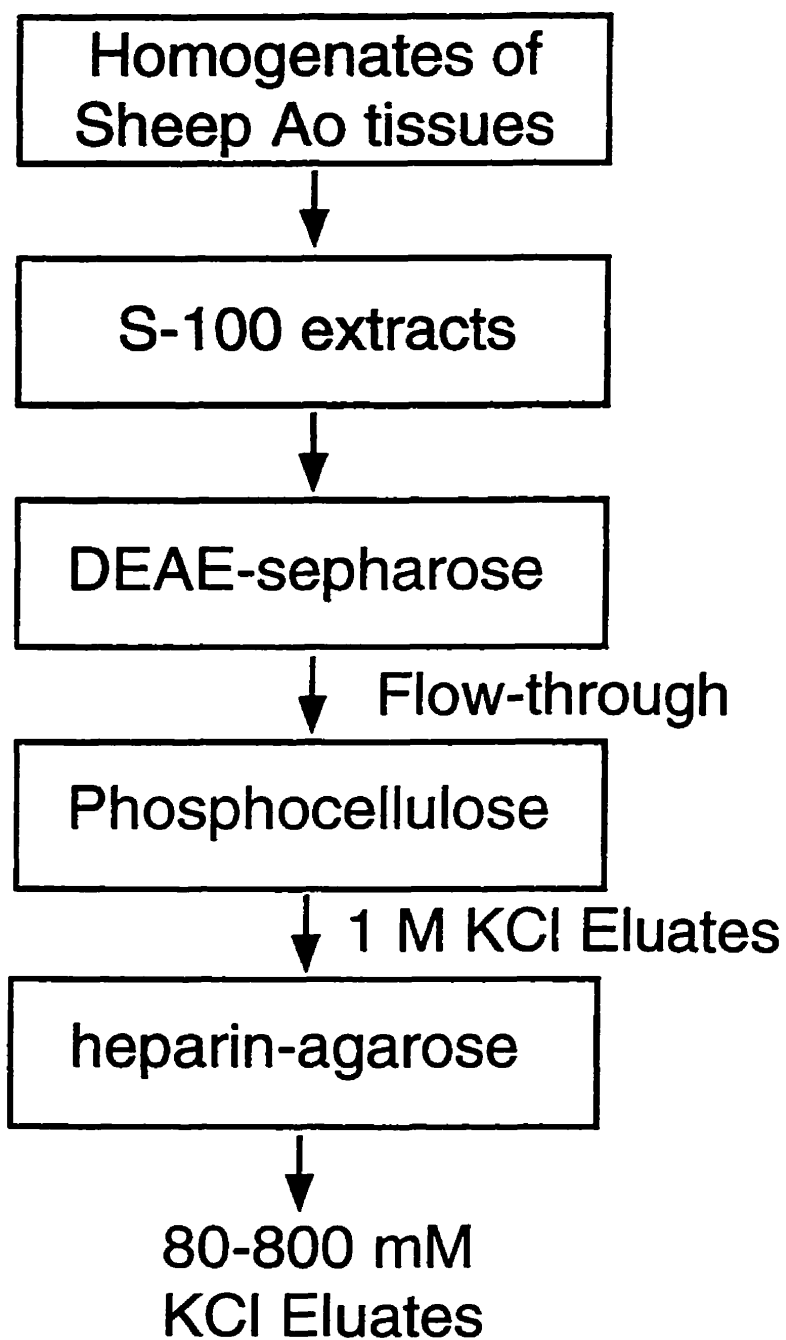 Homogenates of
Sheep Ao tissues
S-100 extracts
DEAE-sepharose
Flow-through
Phosphocellulose
1 M KCl Eluates
heparin-agarose
80-800 mM
KCl Eluates